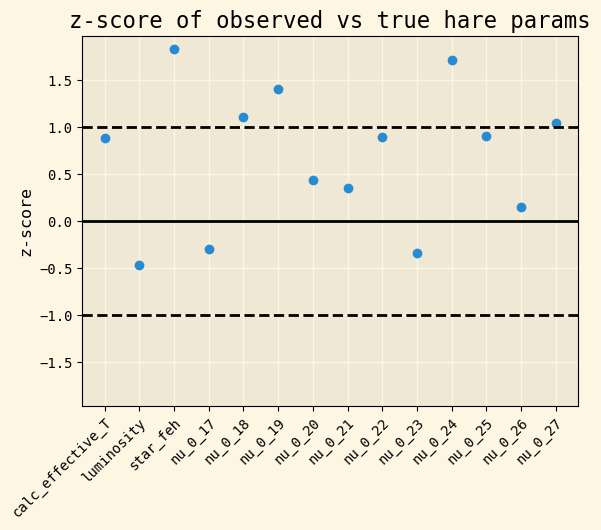 z-score of observed vs true hare params
z-score
1.5
1.0
0.5
0.0
−0.5
−1.0
−1.5
calc_effective_T
luminosity
star_feh
nu_0_17
nu_0_18
nu_0_19
nu_0_20
nu_0_21
nu_0_22
nu_0_23
nu_0_24
nu_0_25
nu_0_26
nu_0_27